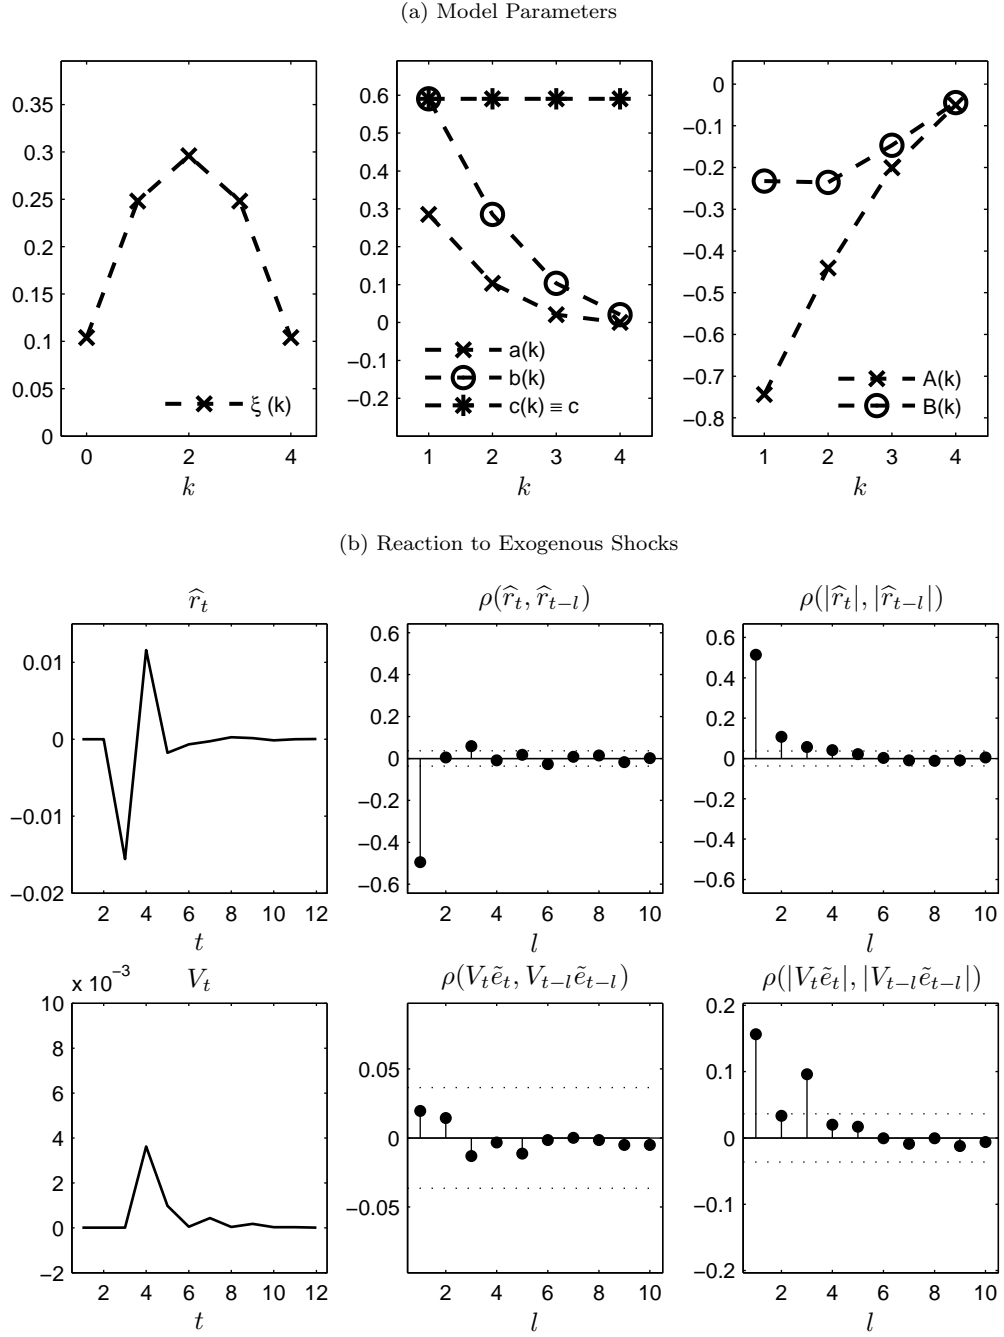 (a) Model Parameters
0.35
0.3
0.25
0.2
0.15
0.1
0.05
0
0 2 4
k
ξ (k)
0.6
0.5
0.4
0.3
0.2
0.1
0
−0.1
−0.2
1 2 3 4
k
a(k)
b(k)
c(k) ≡ c
0
−0.1
−0.2
−0.3
−0.4
−0.5
−0.6
−0.7
−0.8
1 2 3 4
k
A(k)
B(k)
(b) Reaction to Exogenous Shocks
r̂_t
0.01
0
−0.01
−0.02
2 4 6 8 10 12
t
ρ(r̂_t, r̂_{t−l})
0.6
0.4
0.2
0
−0.2
−0.4
−0.6
2 4 6 8 10
l
ρ(|r̂_t|, |r̂_{t−l}|)
0.6
0.4
0.2
0
−0.2
−0.4
−0.6
2 4 6 8 10
l
x 10^{−3}
V_t
10
8
6
4
2
0
−2
2 4 6 8 10 12
t
ρ(V_t ẽ_t, V_{t−l} ẽ_{t−l})
0.05
0
−0.05
2 4 6 8 10
l
ρ(|V_t ẽ_t|, |V_{t−l} ẽ_{t−l}|)
0.2
0.1
0
−0.1
−0.2
2 4 6 8 10
l